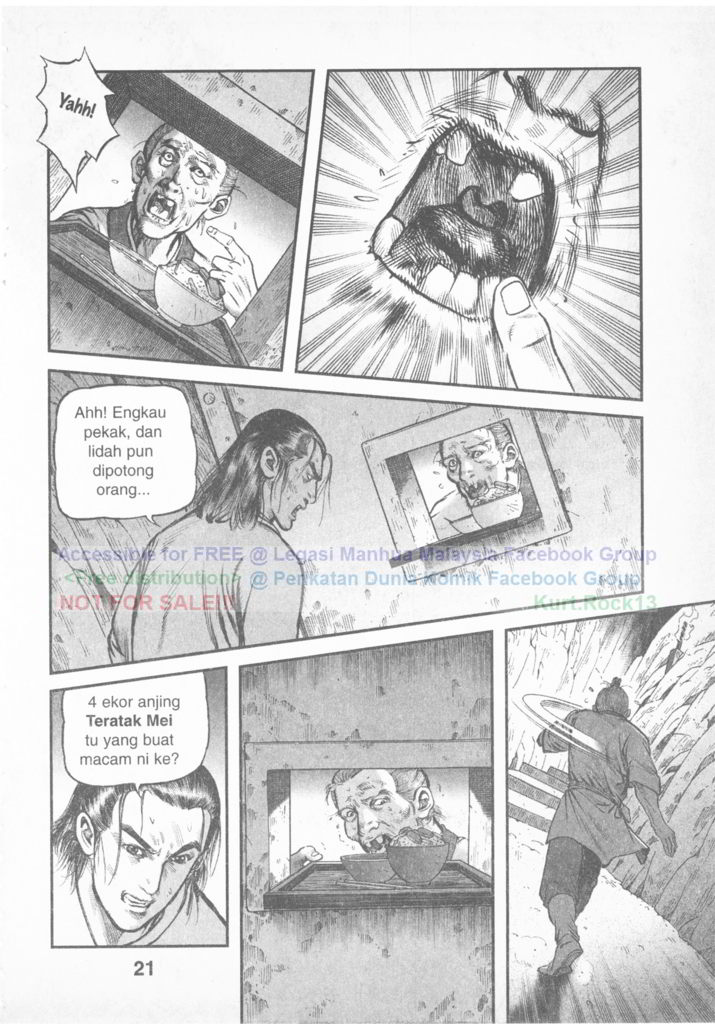 Yahh!
Ahh! Engkau
pekak, dan
lidah pun
dipotong
orang...
Accessible for FREE @ Legasi Manhua Malaysia Facebook Group
<free distribution> @ Perikatan Dunia Komik Facebook Group
NOT FOR SALE!!!
Kurt.Rock13
4 ekor anjing
Teratak Mei
tu yang buat
macam ni ke?
21